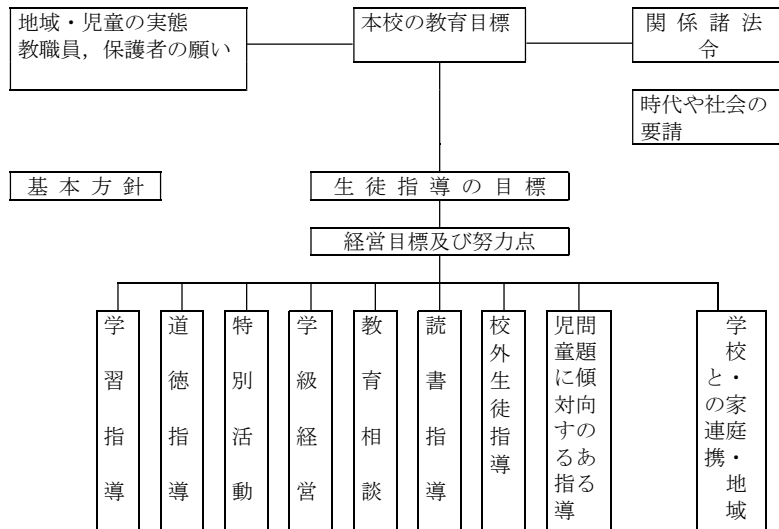 地域・児童の実態
教職員，保護者の願い
本校の教育目標
関 係 諸 法
令
時代や社会の
要請
基 本 方 針
生 徒 指 導 の 目 標
経営目標及び努力点
学習指導
道徳指導
特別活動
学級経営
教育相談
読書指導
校外生徒指導
問題傾向のある
児童に対する指導
学校・家庭・地域
との連携